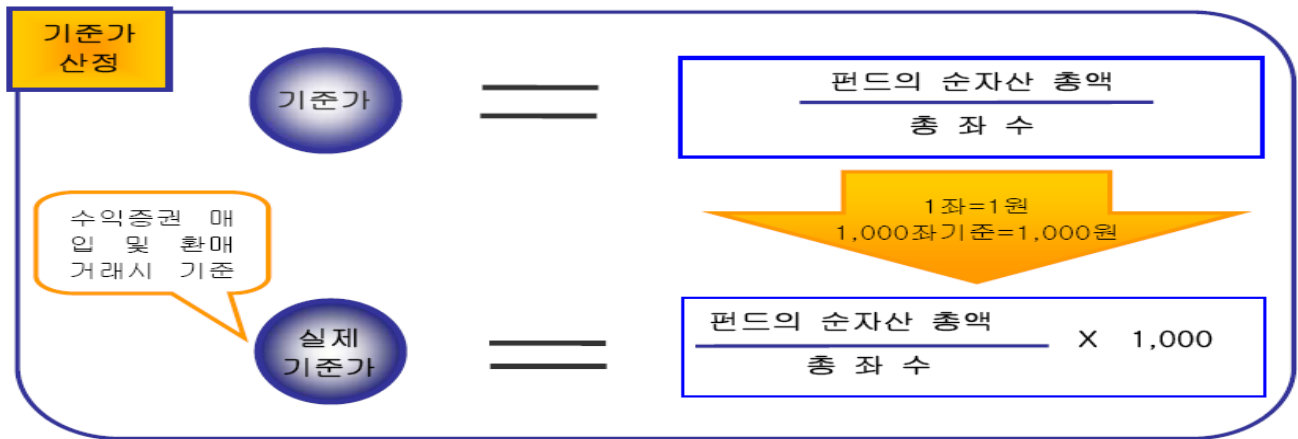 기준가
산정
기준가
펀드의 순자산 총액
총 좌 수
수익증권 매
입 및 환매
거래시 기준
1좌=1원
1,000좌기준=1,000원
실제
기준가
펀드의 순자산 총액
총 좌 수
X 1,000